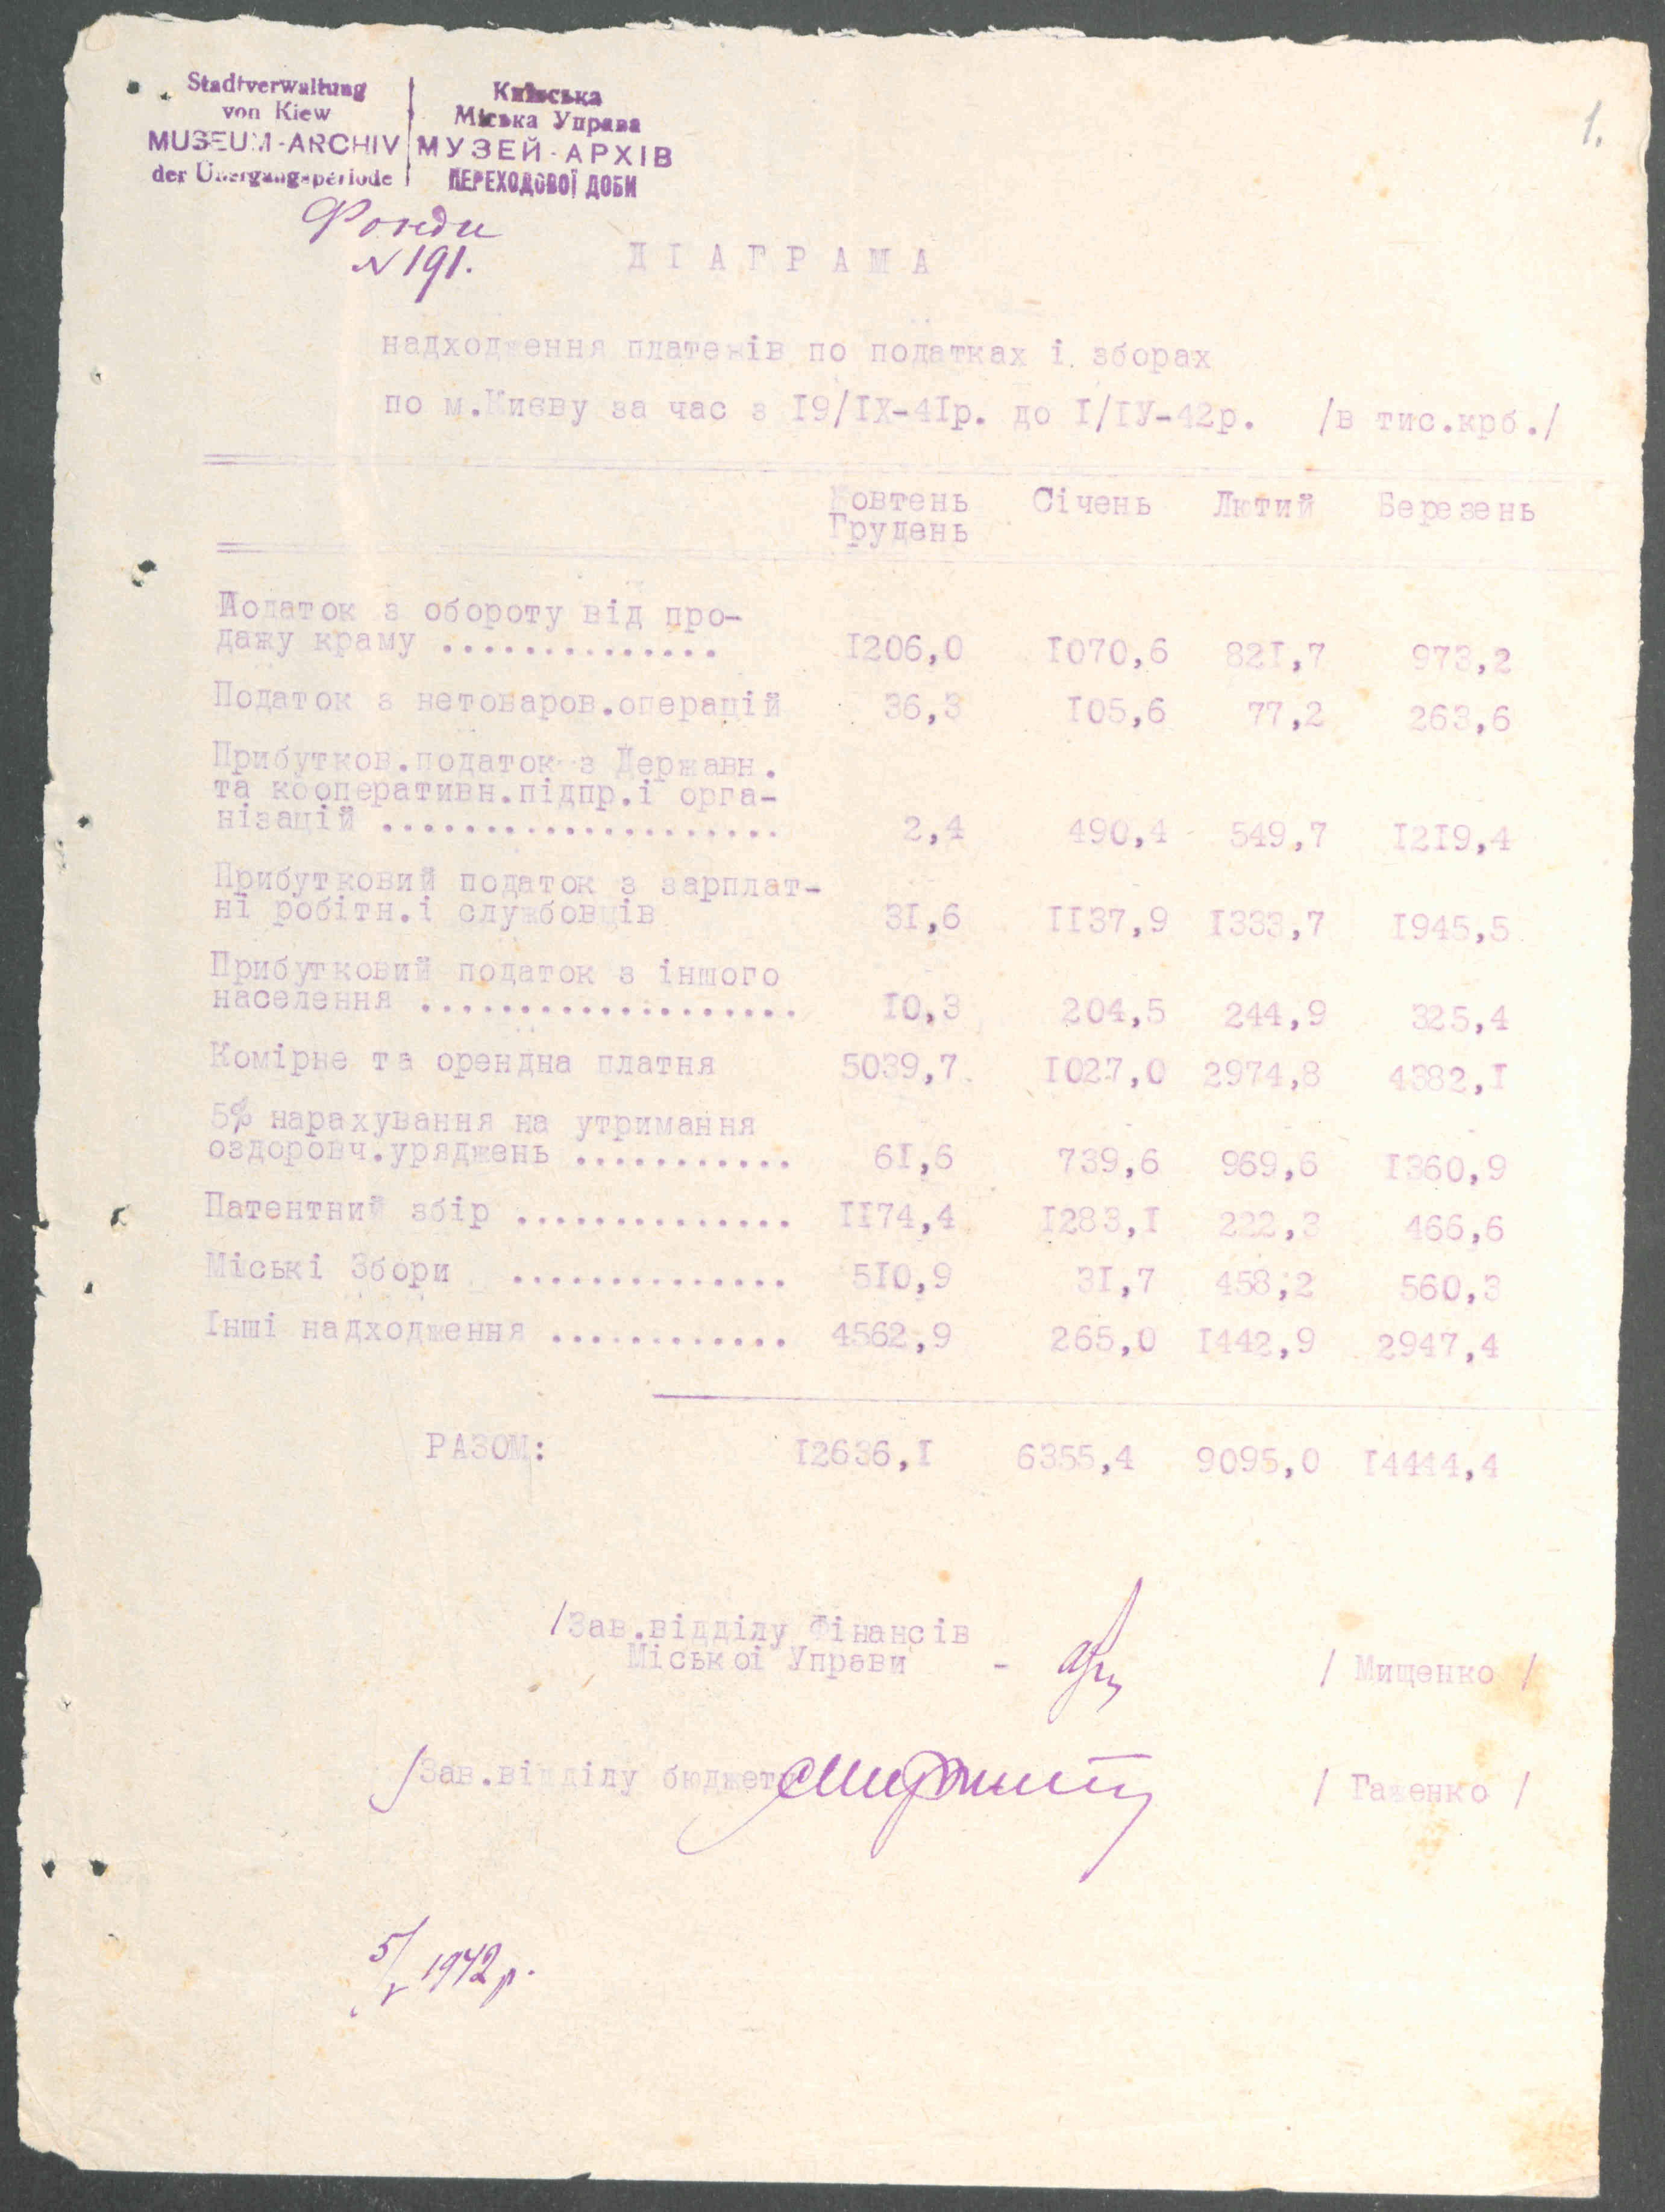 Stadtverwaltung
von Kiew
MUSEUM-ARCHIV
der Übergangsperiode
Київська
Міська Управа
МУЗЕЙ-АРХІВ
ПЕРЕХОДОВОЇ ДОБИ
1.
Фонди
N 191.
ДІАГРАМА
надходження платежів по податках і зборах
по м.Києву за час з I9/IX-4Iр. до I/IУ-42р. /в тис.крб./
Жовтень Січень Лютий Березень
Грудень
Податок з обороту від про-
дажу краму .............. I206,0 I070,6 82I,7 973,2
Податок з нетоваров.операцій 36,3 I05,6 77,2 263,6
Прибутков.податок з Державн.
та кооперативн.підпр.і орга-
нізацій .................... 2,4 490,4 549,7 I2I9,4
Прибутковий податок з зарплат-
ні робітн.і службовців 3I,6 II37,9 I333,7 I945,5
Прибутковий податок з іншого
населення ................... I0,3 204,5 244,9 325,4
Комірне та орендна платня 5039,7 I027,0 2974,8 4382,I
5% нарахування на утримання
оздоровч.уряджень ........... 6I,6 739,6 969,6 I360,9
Патентний збір .............. II74,4 I283,I 222,3 466,6
Міські Збори .............. 5I0,9 3I,7 458,2 560,3
Інші надходження ............ 4562,9 265,0 I442,9 2947,4
РАЗОМ: I2636,I 6355,4 9095,0 I4444,4
/Зав.відділу Фінансів
Міської Управи - / Мищенко /
/Зав.відділу бюджету / Гаженко /
5/V 1942 р.